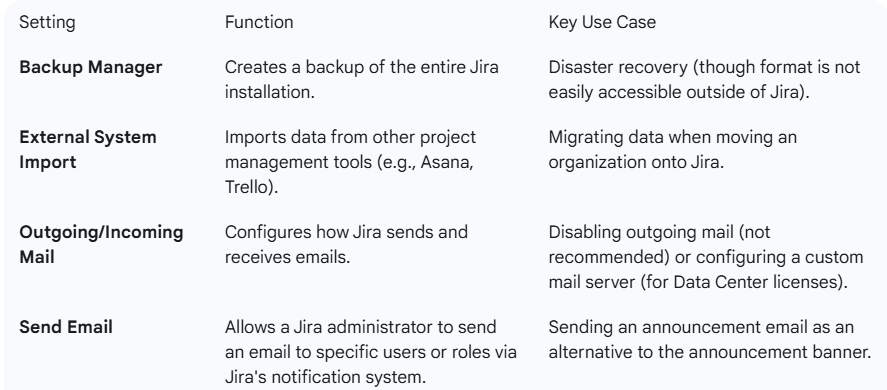 Setting Function Key Use Case
Backup Manager Creates a backup of the entire Jira Disaster recovery (though format is not
installation. easily accessible outside of Jira).
External System Imports data from other project Migrating data when moving an
Import management tools (e.g., Asana, organization onto Jira.
Trello).
Outgoing/Incoming Configures how Jira sends and Disabling outgoing mail (not
Mail receives emails. recommended) or configuring a custom
mail server (for Data Center licenses).
Send Email Allows a Jira administrator to send Sending an announcement email as an
an email to specific users or roles via alternative to the announcement banner.
Jira's notification system.